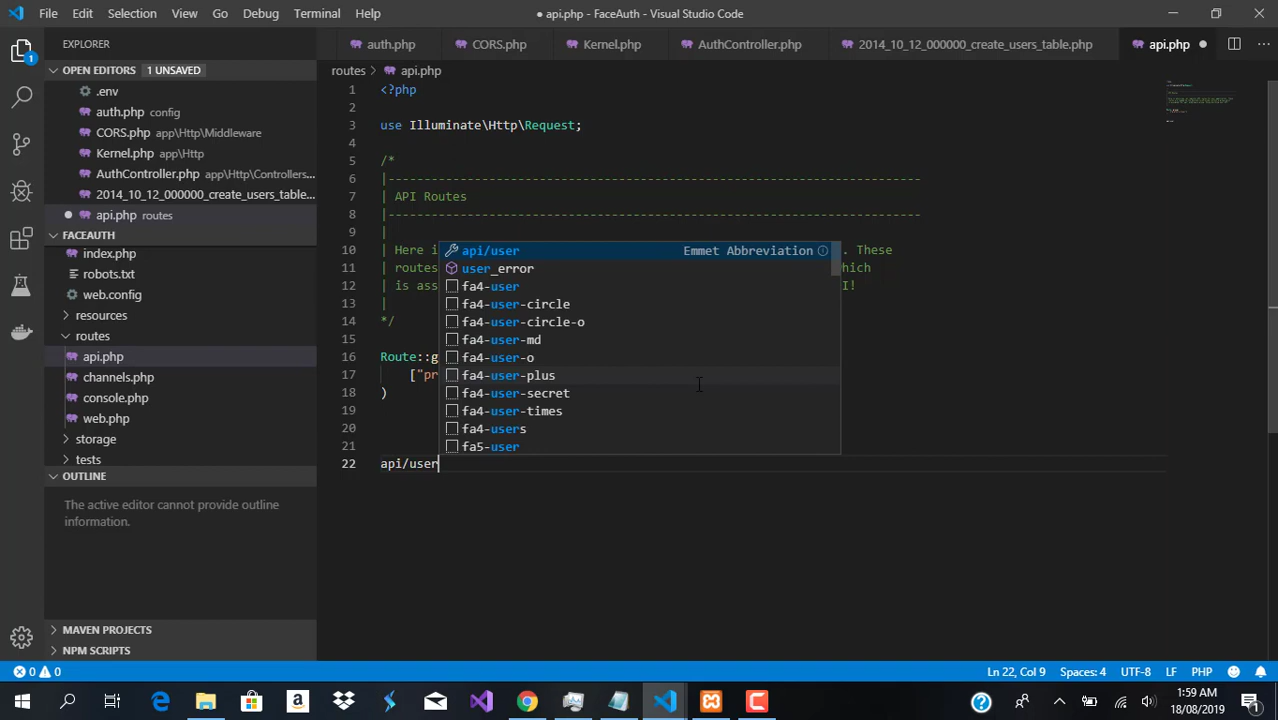 File Edit Selection View Go Debug Terminal Help
● api.php - FaceAuth - Visual Studio Code
EXPLORER
auth.php CORS.php Kernel.php AuthController.php 2014_10_12_000000_create_users_table.php api.php
OPEN EDITORS 1 UNSAVED
routes > api.php
.env
auth.php config
CORS.php app\Http\Middleware
Kernel.php app\Http
AuthController.php app\Http\Controllers...
2014_10_12_000000_create_users_table...
api.php routes
FACEAUTH
index.php
robots.txt
web.config
resources
routes
api.php
channels.php
console.php
web.php
storage
tests
OUTLINE
The active editor cannot provide outline
information.
MAVEN PROJECTS
NPM SCRIPTS
1 <?php
2
3 use Illuminate\Http\Request;
4
5 /*
6 |--------------------------------------------------------------------------
7 | API Routes
8 |--------------------------------------------------------------------------
9 |
10 | Here i . These
11 | routes hich
12 | is ass I!
13 |
14 */
15
16 Route::g
17 ["pr
18 )
19
20
21
22 api/user
api/user Emmet Abbreviation
user_error
fa4-user
fa4-user-circle
fa4-user-circle-o
fa4-user-md
fa4-user-o
fa4-user-plus
fa4-user-secret
fa4-user-times
fa4-users
fa5-user
0 0 Ln 22, Col 9 Spaces: 4 UTF-8 LF PHP
1:59 AM
18/08/2019